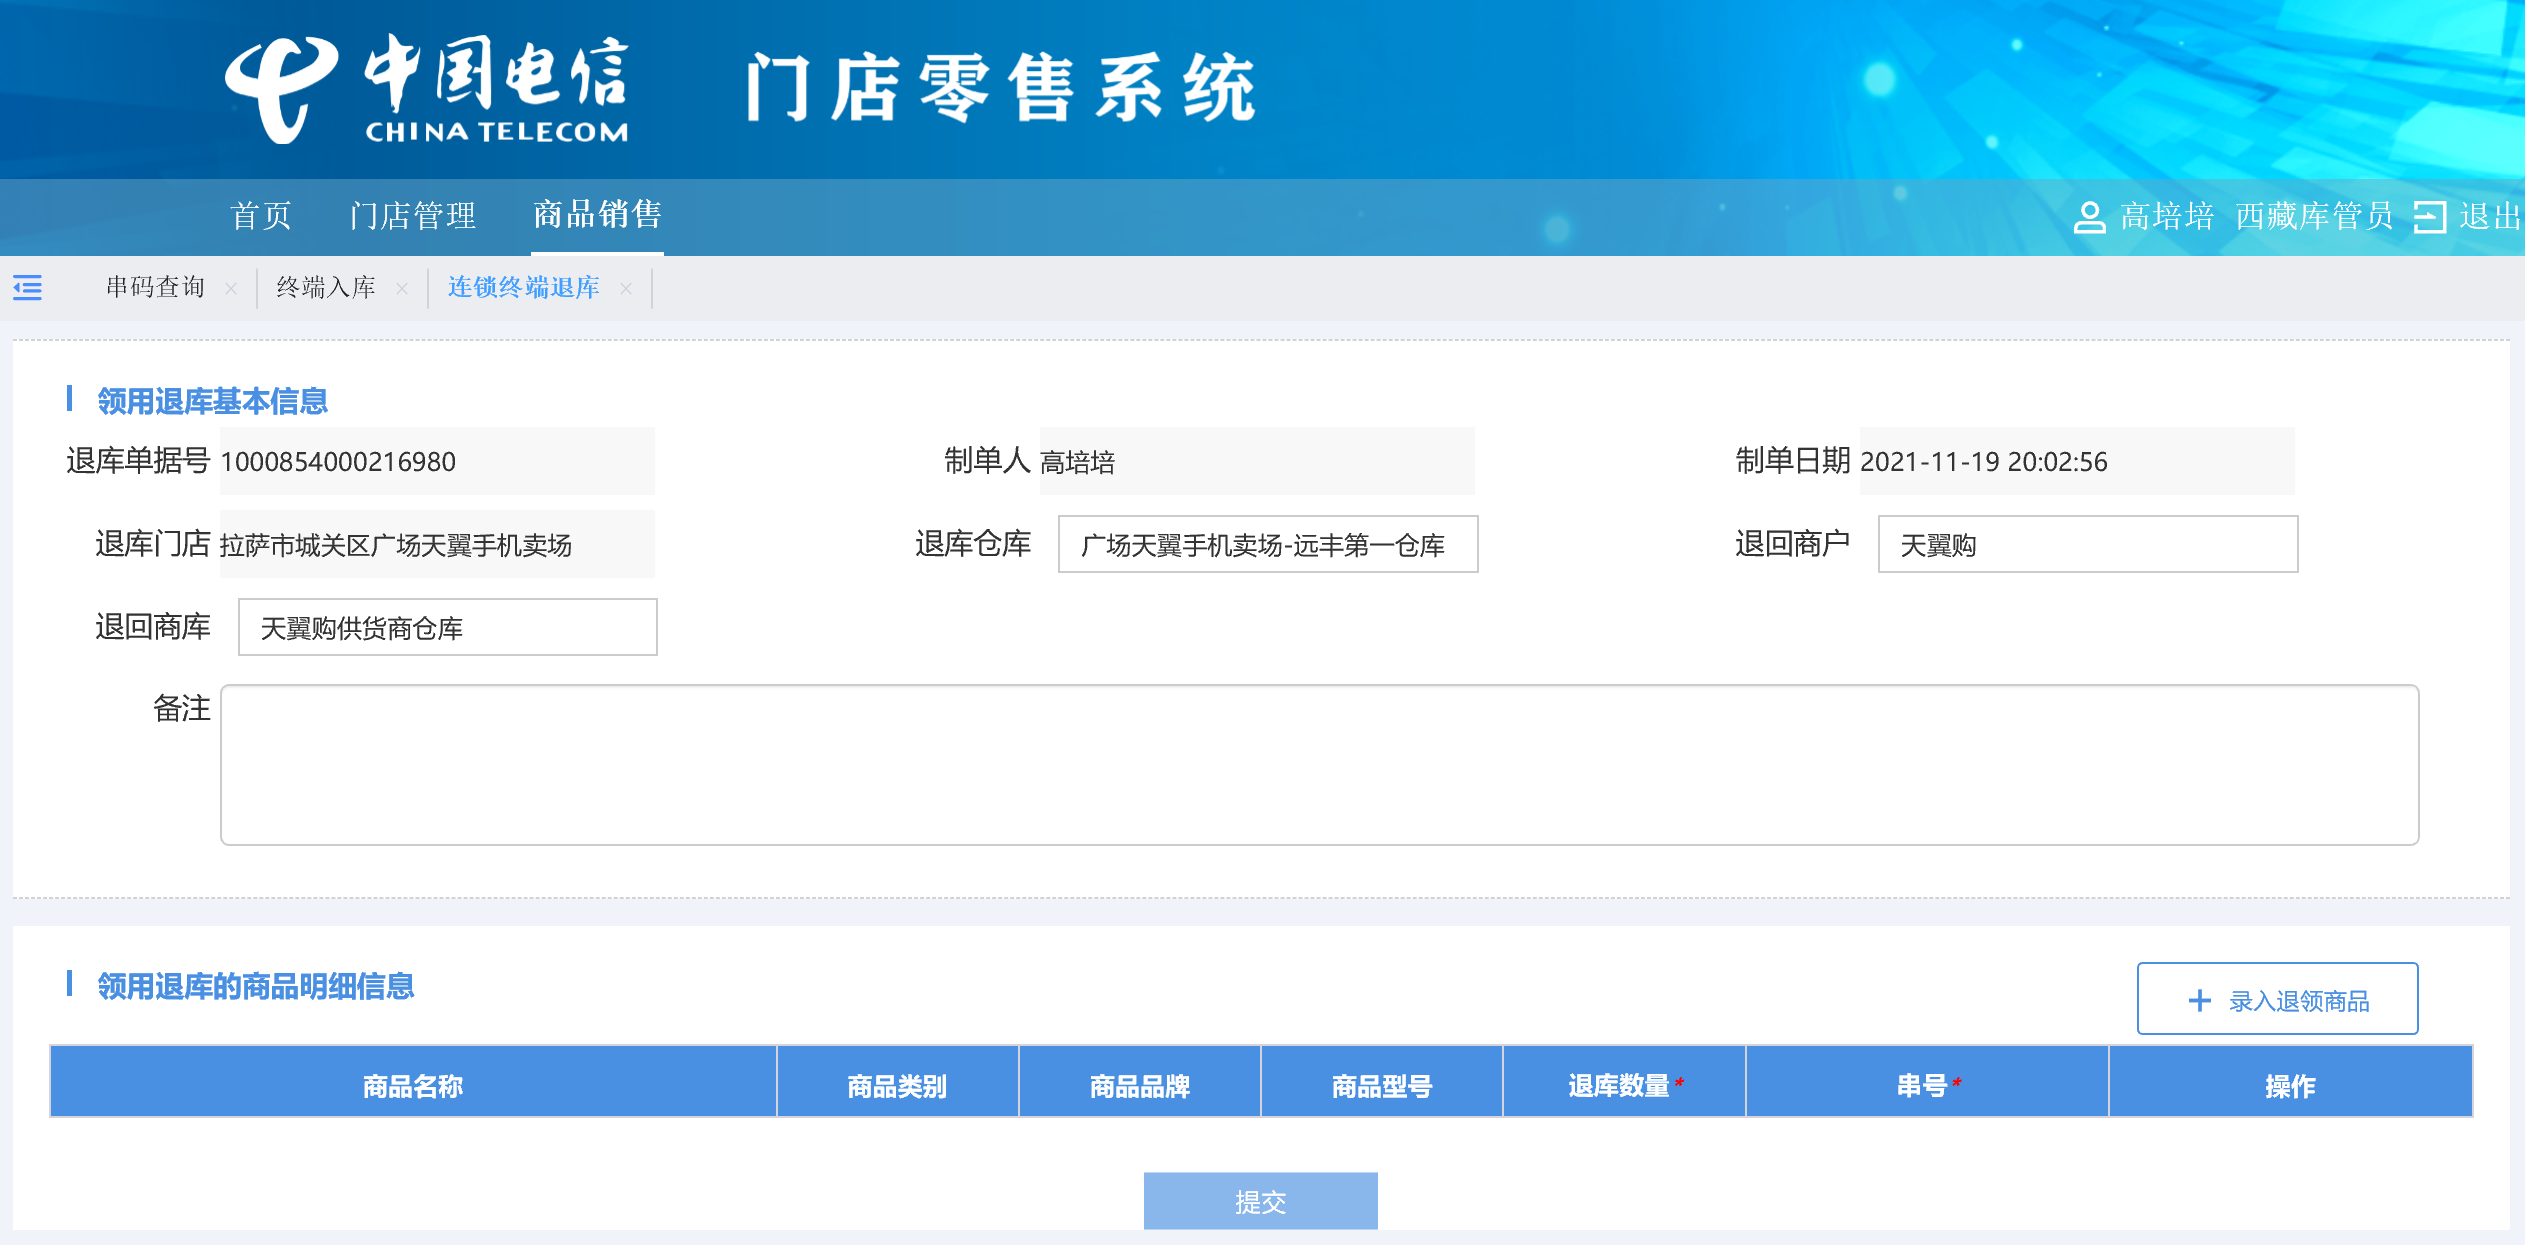 中国电信
CHINA TELECOM
门店零售系统
首页 门店管理 商品销售 高培培 西藏库管员 退出
串码查询 × 终端入库 × 连锁终端退库 ×
领用退库基本信息
退库单据号 1000854000216980 制单人 高培培 制单日期 2021-11-19 20:02:56
退库门店 拉萨市城关区广场天翼手机卖场 退库仓库 广场天翼手机卖场-远丰第一仓库 退回商户 天翼购
退回商库 天翼购供货商仓库
备注
领用退库的商品明细信息
+ 录入退领商品
商品名称 商品类别 商品品牌 商品型号 退库数量* 串号* 操作
提交